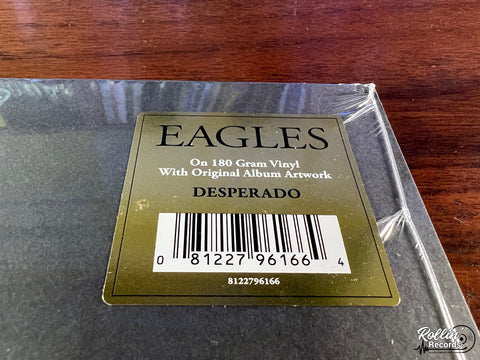 EAGLES
On 180 Gram Vinyl
With Original Album Artwork
DESPERADO
0 81227 96166 4
8122796166
Rollin
Records